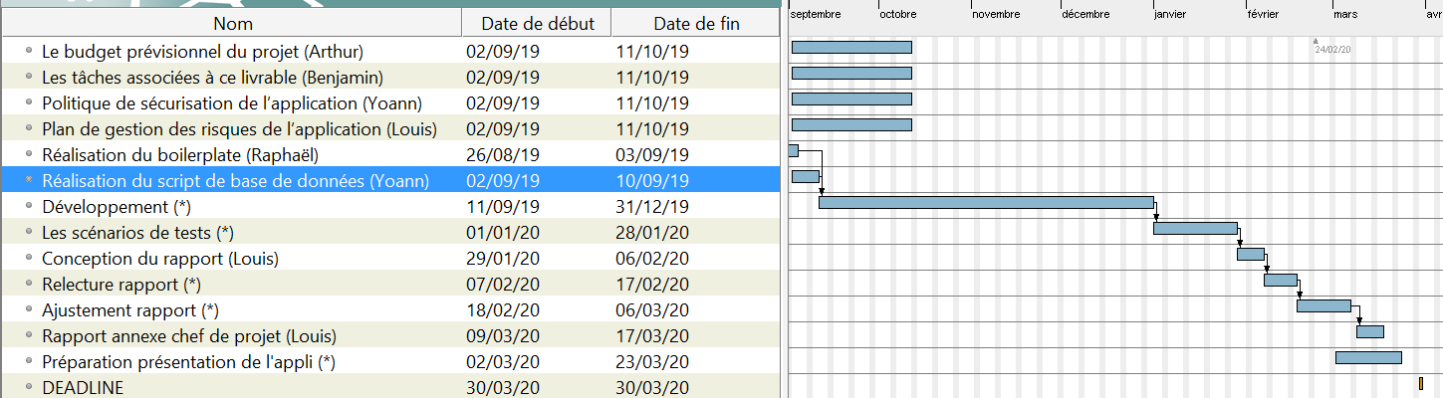 Nom Date de début Date de fin septembre octobre novembre décembre janvier février mars avr
Le budget prévisionnel du projet (Arthur) 02/09/19 11/10/19 24/02/20
Les tâches associées à ce livrable (Benjamin) 02/09/19 11/10/19
Politique de sécurisation de l'application (Yoann) 02/09/19 11/10/19
Plan de gestion des risques de l'application (Louis) 02/09/19 11/10/19
Réalisation du boilerplate (Raphaël) 26/08/19 03/09/19
Réalisation du script de base de données (Yoann) 02/09/19 10/09/19
Développement (*) 11/09/19 31/12/19
Les scénarios de tests (*) 01/01/20 28/01/20
Conception du rapport (Louis) 29/01/20 06/02/20
Relecture rapport (*) 07/02/20 17/02/20
Ajustement rapport (*) 18/02/20 06/03/20
Rapport annexe chef de projet (Louis) 09/03/20 17/03/20
Préparation présentation de l'appli (*) 02/03/20 23/03/20
DEADLINE 30/03/20 30/03/20